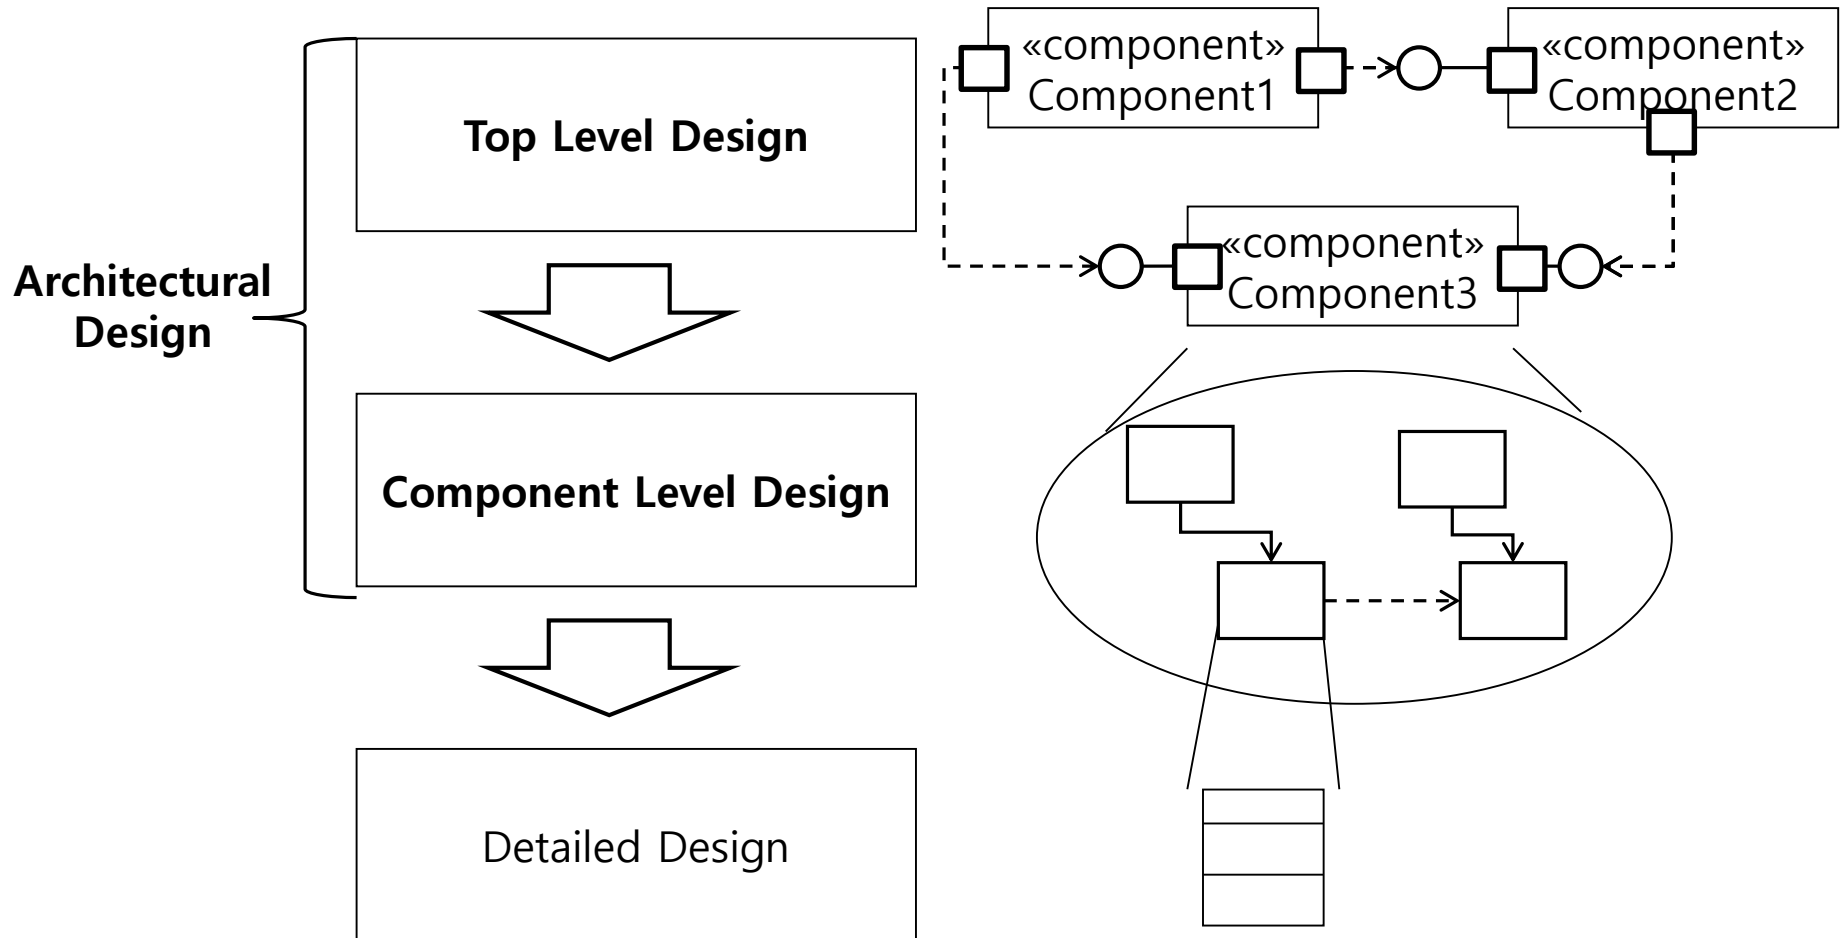 «component»
Component1
«component»
Component2
Top Level Design
«component»
Component3
Architectural
Design
Component Level Design
Detailed Design